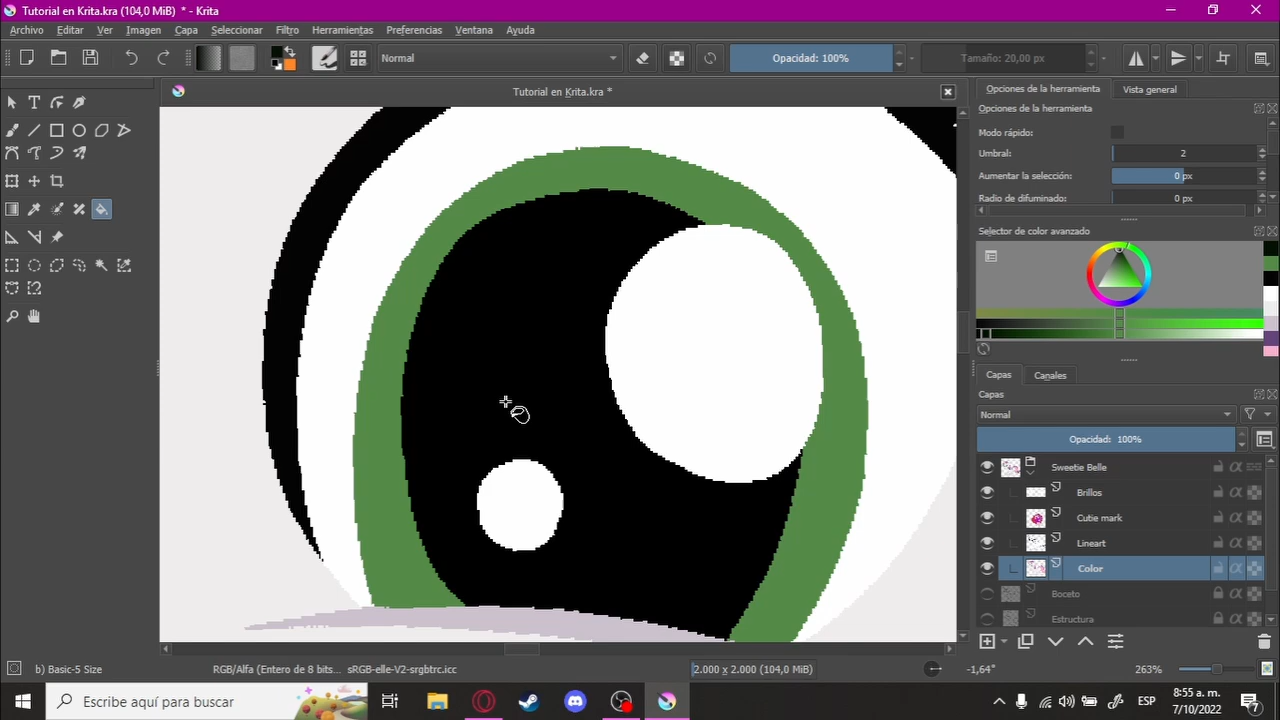 Tutorial en Krita.kra (104,0 MiB) * - Krita
Archivo Editar Ver Imagen Capa Seleccionar Filtro Herramientas Preferencias Ventana Ayuda
Normal
Opacidad: 100%
Tamaño: 20,00 px
Tutorial en Krita.kra *
Opciones de la herramienta Vista general
Opciones de la herramienta
Modo rápido:
Umbral: 2
Aumentar la selección: 0 px
Radio de difuminado: 0 px
Selector de color avanzado
Capas Canales
Capas
Normal
Opacidad: 100%
Sweetie Belle
Brillos
Cutie mark
Lineart
Color
Boceto
Estructura
b) Basic-5 Size
RGB/Alfa (Entero de 8 bits... sRGB-elle-V2-srgbtrc.icc
2.000 x 2.000 (104,0 MiB)
-1,64°
263%
Escribe aquí para buscar
ESP
8:55 a. m.
7/10/2022
7